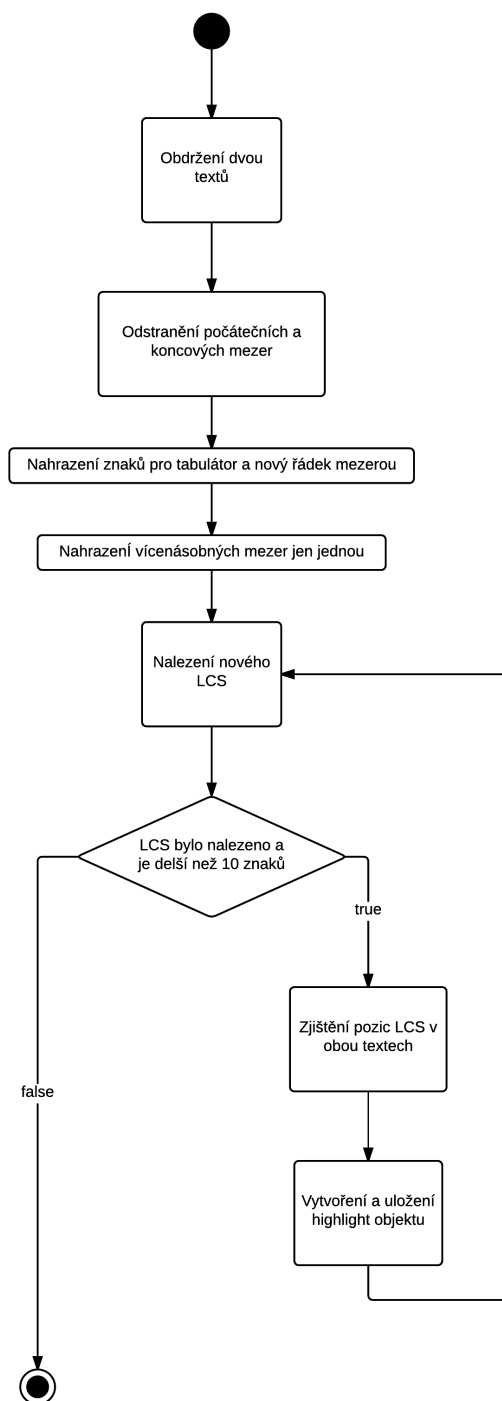 Obdržení dvou
textů
Odstranění počátečních a
koncových mezer
Nahrazení znaků pro tabulátor a nový řádek mezerou
NahrazenÍ vícenásobných mezer jen jednou
Nalezení nového
LCS
LCS bylo nalezeno a
je delší než 10 znaků
true
Zjištění pozic LCS v
obou textech
false
Vytvoření a uložení
highlight objektu